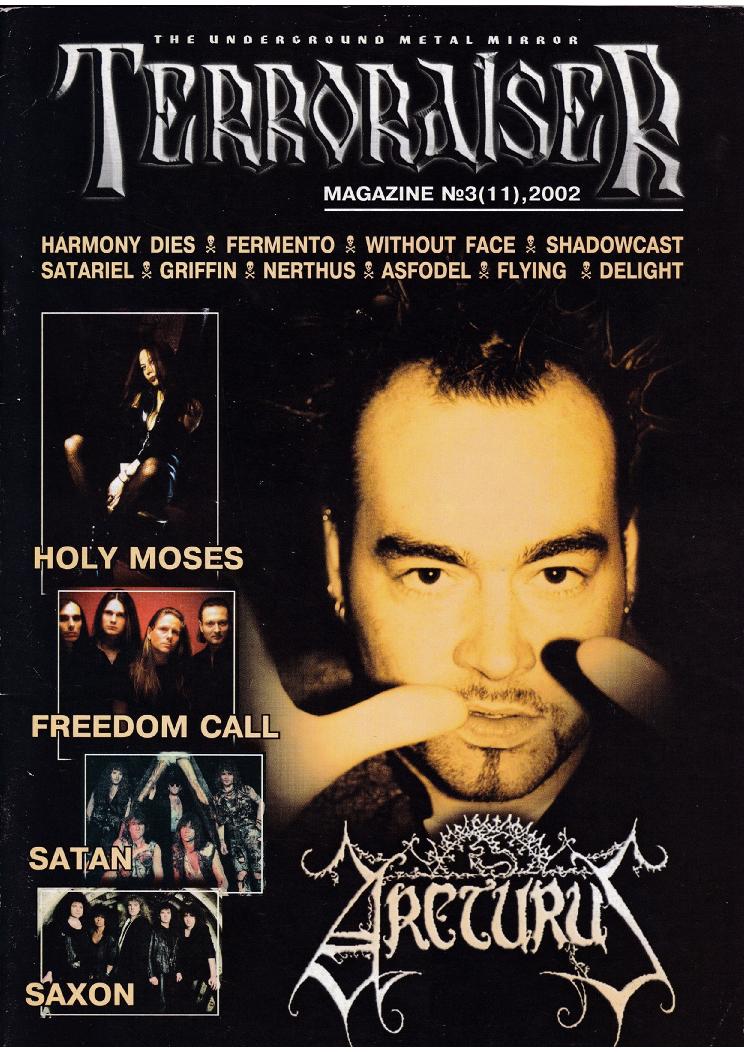 THE UNDERGROUND METAL MIRROR
TERRORAISER
MAGAZINE №3(11),2002
HARMONY DIES ☠ FERMENTO ☠ WITHOUT FACE ☠ SHADOWCAST
SATARIEL ☠ GRIFFIN ☠ NERTHUS ☠ ASFODEL ☠ FLYING ☠ DELIGHT
HOLY MOSES
FREEDOM CALL
SATAN
SAXON
ARCTURUS